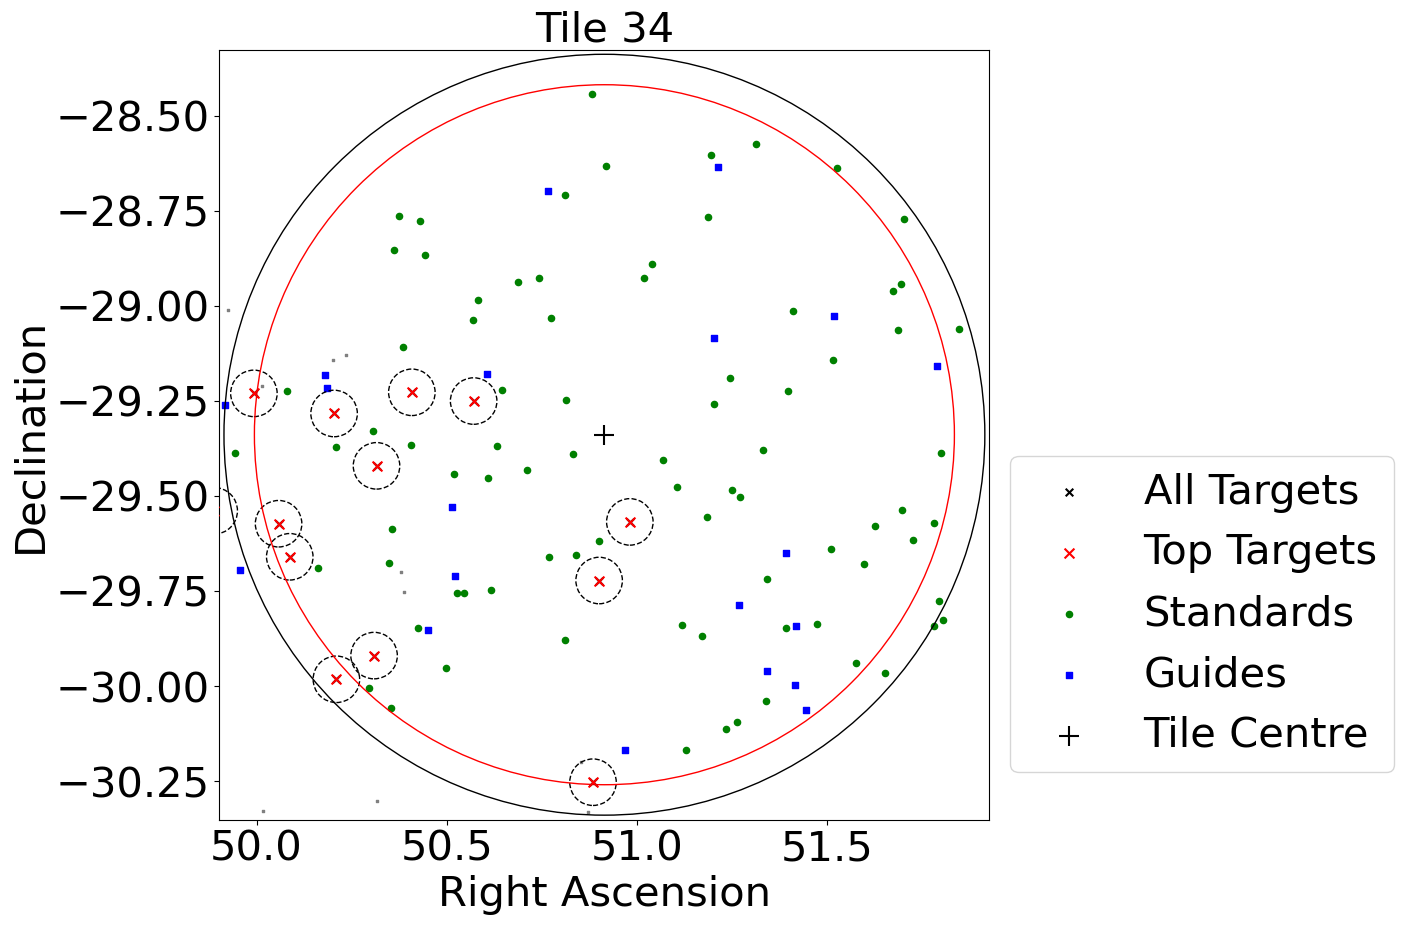 Tile 34
Declination
−28.50
−28.75
−29.00
−29.25
−29.50
−29.75
−30.00
−30.25
50.0
50.5
51.0
51.5
Right Ascension
All Targets
Top Targets
Standards
Guides
Tile Centre